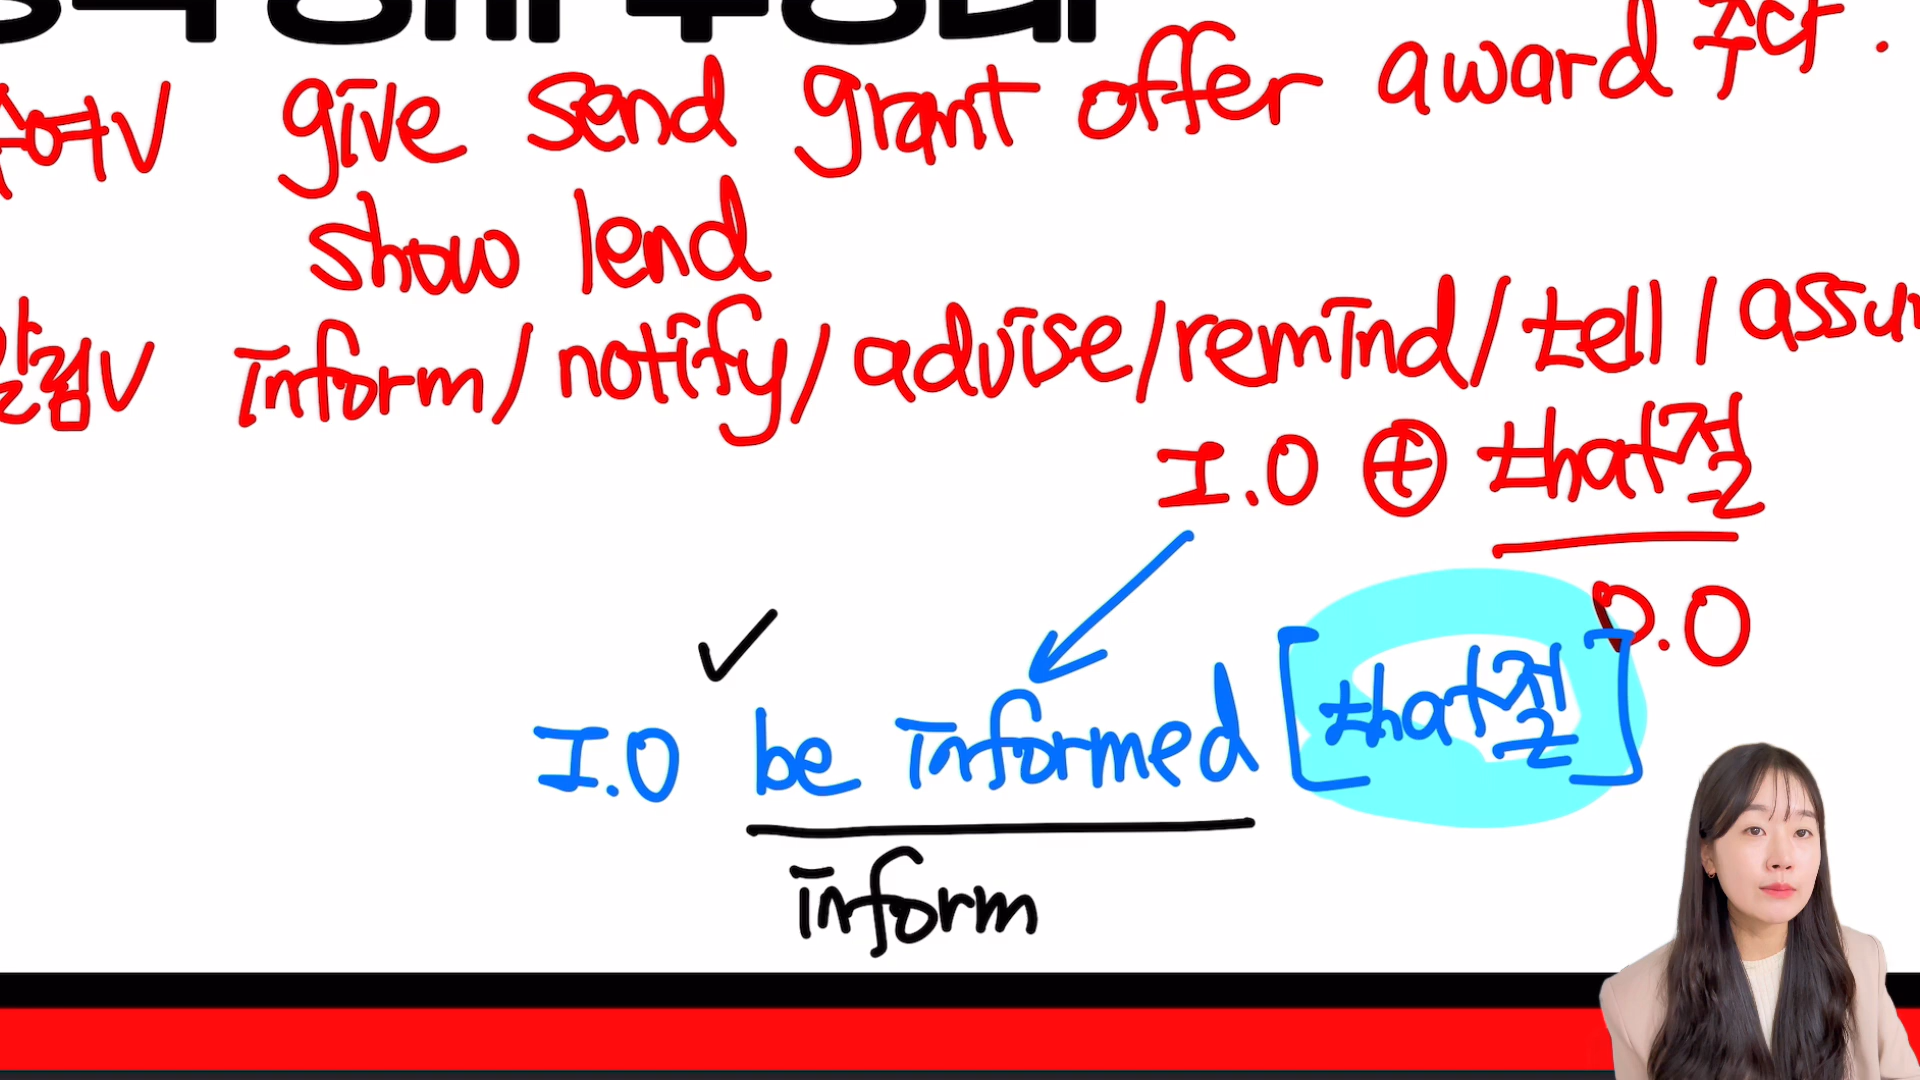 give send grant offer award 주다.
show lend
inform / notify / advise / remind / tell / assu
I.O ⊕ that절
D.O
✓
I.O be informed [that절]
inform